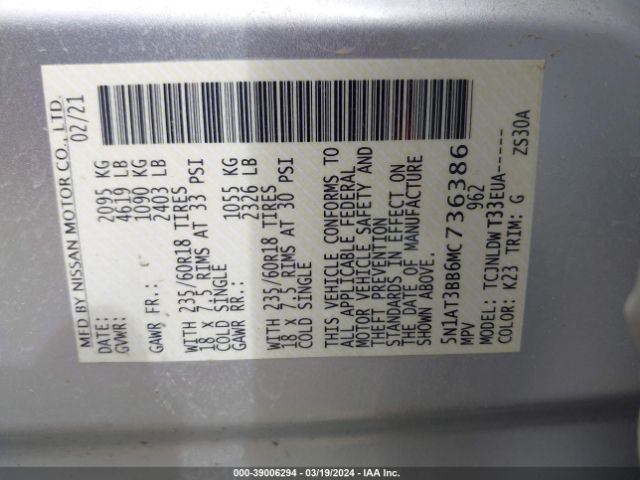 MFD BY NISSAN MOTOR CO., LTD.
DATE: 02/21
GVWR: 2095 KG
4619 LB
GAWR FR.: 1090 KG
2403 LB
WITH 235/60R18 TIRES
18 X 7.5 RIMS AT 33 PSI
COLD SINGLE
GAWR RR.: 1055 KG
2326 LB
WITH 235/60R18 TIRES
18 X 7.5 RIMS AT 30 PSI
COLD SINGLE
THIS VEHICLE CONFORMS TO
ALL APPLICABLE FEDERAL
MOTOR VEHICLE SAFETY AND
THEFT PREVENTION
STANDARDS IN EFFECT ON
THE DATE OF MANUFACTURE
SHOWN ABOVE.
5N1AT3BB6MC736386
MPV 962
MODEL: TCJNLDWT33EUA-----
COLOR: K23 TRIM: G ZS30A
000-39006294 - 03/19/2024 - IAA Inc.